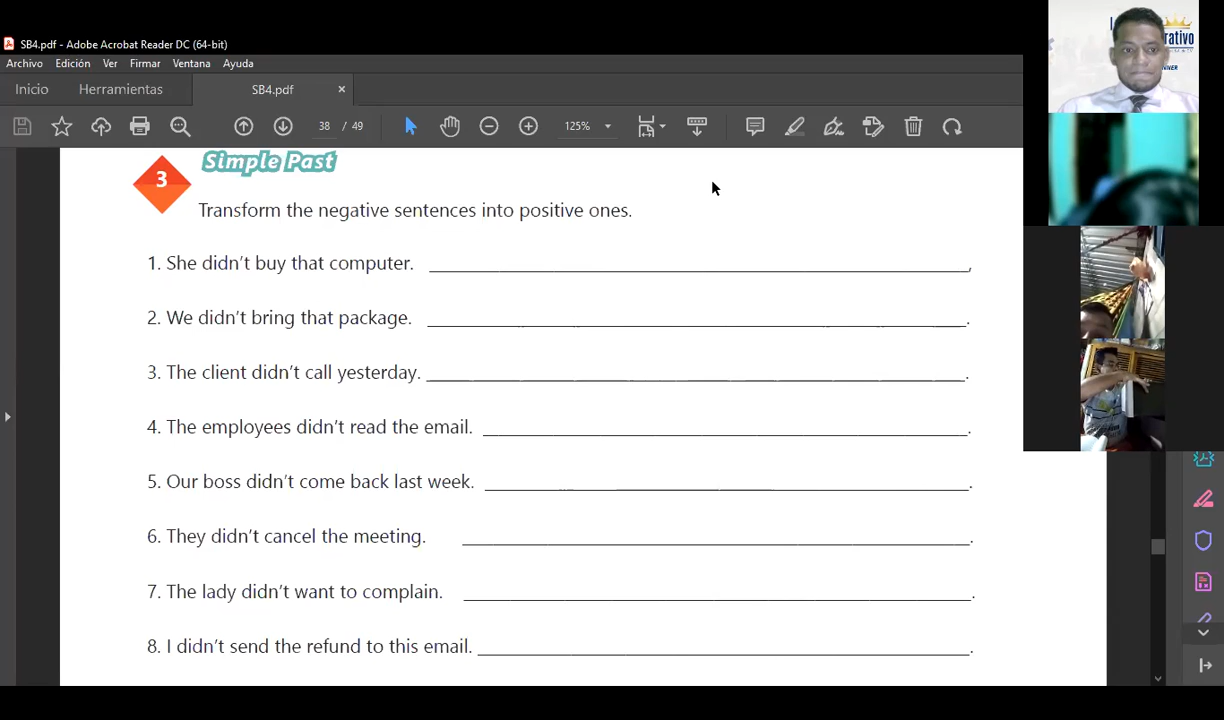 SB4.pdf - Adobe Acrobat Reader DC (64-bit)
Archivo Edición Ver Firmar Ventana Ayuda
Inicio Herramientas SB4.pdf ×
38 / 49 125%
3 Simple Past
Transform the negative sentences into positive ones.
1. She didn't buy that computer. ,
2. We didn't bring that package. .
3. The client didn't call yesterday. .
4. The employees didn't read the email. .
5. Our boss didn't come back last week. .
6. They didn't cancel the meeting. .
7. The lady didn't want to complain. .
8. I didn't send the refund to this email. .